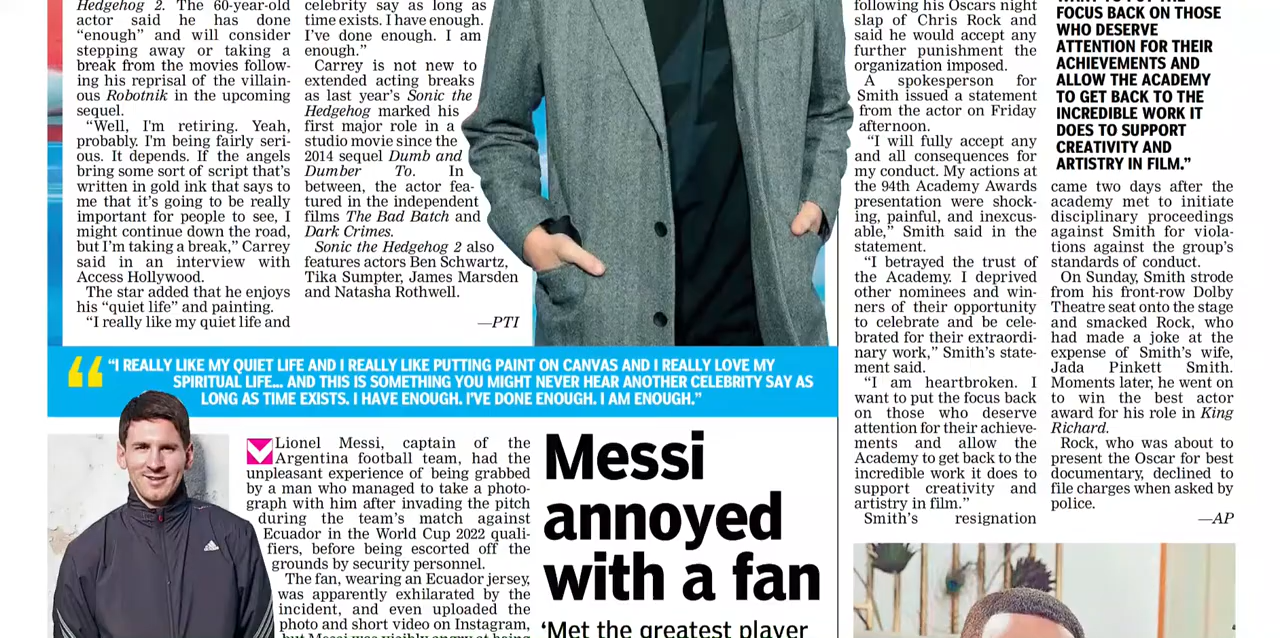 Hedgehog 2. The 60-year-old
actor said he has done
“enough” and will consider
stepping away or taking a
break from the movies follow-
ing his reprisal of the villain-
ous Robotnik in the upcoming
sequel.
“Well, I'm retiring. Yeah,
probably. I'm being fairly seri-
ous. It depends. If the angels
bring some sort of script that's
written in gold ink that says to
me that it's going to be really
important for people to see, I
might continue down the road,
but I'm taking a break,” Carrey
said in an interview with
Access Hollywood.
The star added that he enjoys
his “quiet life” and painting.
“I really like my quiet life and
celebrity say as long as
time exists. I have enough.
I've done enough. I am
enough.”
Carrey is not new to
extended acting breaks
as last year's Sonic the
Hedgehog marked his
first major role in a
studio movie since the
2014 sequel Dumb and
Dumber To. In
between, the actor fea-
tured in the independent
films The Bad Batch and
Dark Crimes.
Sonic the Hedgehog 2 also
features actors Ben Schwartz,
Tika Sumpter, James Marsden
and Natasha Rothwell.
—PTI
“I REALLY LIKE MY QUIET LIFE AND I REALLY LIKE PUTTING PAINT ON CANVAS AND I REALLY LOVE MY
SPIRITUAL LIFE... AND THIS IS SOMETHING YOU MIGHT NEVER HEAR ANOTHER CELEBRITY SAY AS
LONG AS TIME EXISTS. I HAVE ENOUGH. I'VE DONE ENOUGH. I AM ENOUGH.”
Lionel Messi, captain of the
Argentina football team, had the
unpleasant experience of being grabbed
by a man who managed to take a photo-
graph with him after invading the pitch
during the team's match against
Ecuador in the World Cup 2022 quali-
fiers, before being escorted off the
grounds by security personnel.
The fan, wearing an Ecuador jersey,
was apparently exhilarated by the
incident, and even uploaded the
photo and short video on Instagram,
but Messi was visibly angry at being
Messi
annoyed
with a fan
‘Met the greatest player
following his Oscars night
slap of Chris Rock and
said he would accept any
further punishment the
organization imposed.
A spokesperson for
Smith issued a statement
from the actor on Friday
afternoon.
“I will fully accept any
and all consequences for
my conduct. My actions at
the 94th Academy Awards
presentation were shock-
ing, painful, and inexcus-
able,” Smith said in the
statement.
“I betrayed the trust of
the Academy. I deprived
other nominees and win-
ners of their opportunity
to celebrate and be cele-
brated for their extraordi-
nary work,” Smith's state-
ment said.
“I am heartbroken. I
want to put the focus back
on those who deserve
attention for their achieve-
ments and allow the
Academy to get back to the
incredible work it does to
support creativity and
artistry in film.”
Smith's resignation
WANT TO PUT THE
FOCUS BACK ON THOSE
WHO DESERVE
ATTENTION FOR THEIR
ACHIEVEMENTS AND
ALLOW THE ACADEMY
TO GET BACK TO THE
INCREDIBLE WORK IT
DOES TO SUPPORT
CREATIVITY AND
ARTISTRY IN FILM.”
came two days after the
academy met to initiate
disciplinary proceedings
against Smith for viola-
tions against the group's
standards of conduct.
On Sunday, Smith strode
from his front-row Dolby
Theatre seat onto the stage
and smacked Rock, who
had made a joke at the
expense of Smith's wife,
Jada Pinkett Smith.
Moments later, he went on
to win the best actor
award for his role in King
Richard.
Rock, who was about to
present the Oscar for best
documentary, declined to
file charges when asked by
police.
—AP